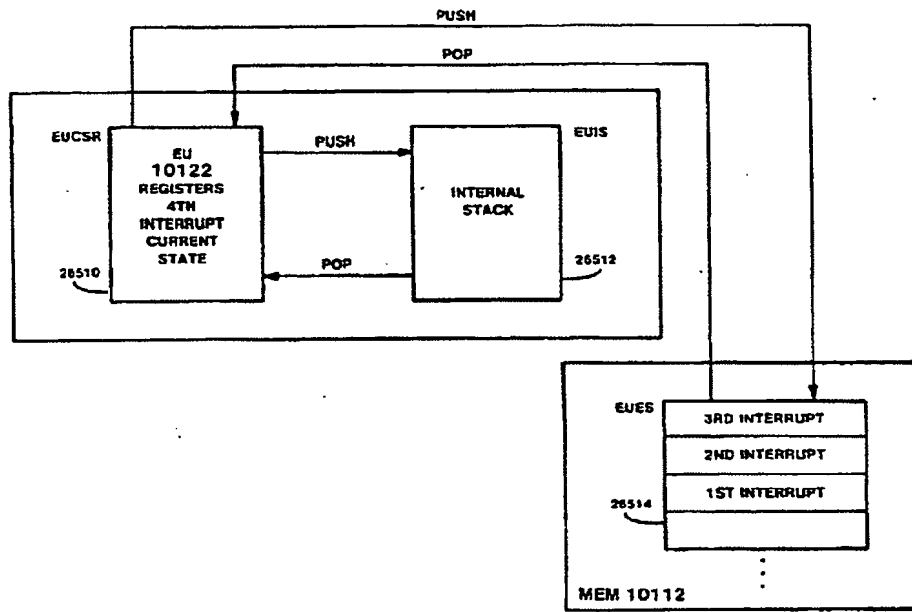 PUSH
POP
EUCSR
EU
10122
REGISTERS
4TH
INTERRUPT
CURRENT
STATE
26510
PUSH
POP
EUIS
INTERNAL
STACK
26512
EUES
3RD INTERRUPT
2ND INTERRUPT
1ST INTERRUPT
26514
MEM 10112